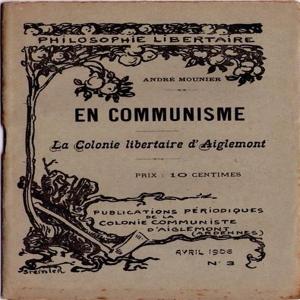 PHILOSOPHIE LIBERTAIRE
ANDRÉ MOUNIER
EN COMMUNISME
La Colonie libertaire d'Aiglemont
PRIX : 10 CENTIMES
PUBLICATIONS PÉRIODIQUES
DE LA
COLONIE COMMUNISTE
D'AIGLEMONT
(ARDENNES)
AVRIL 1906
N° 3